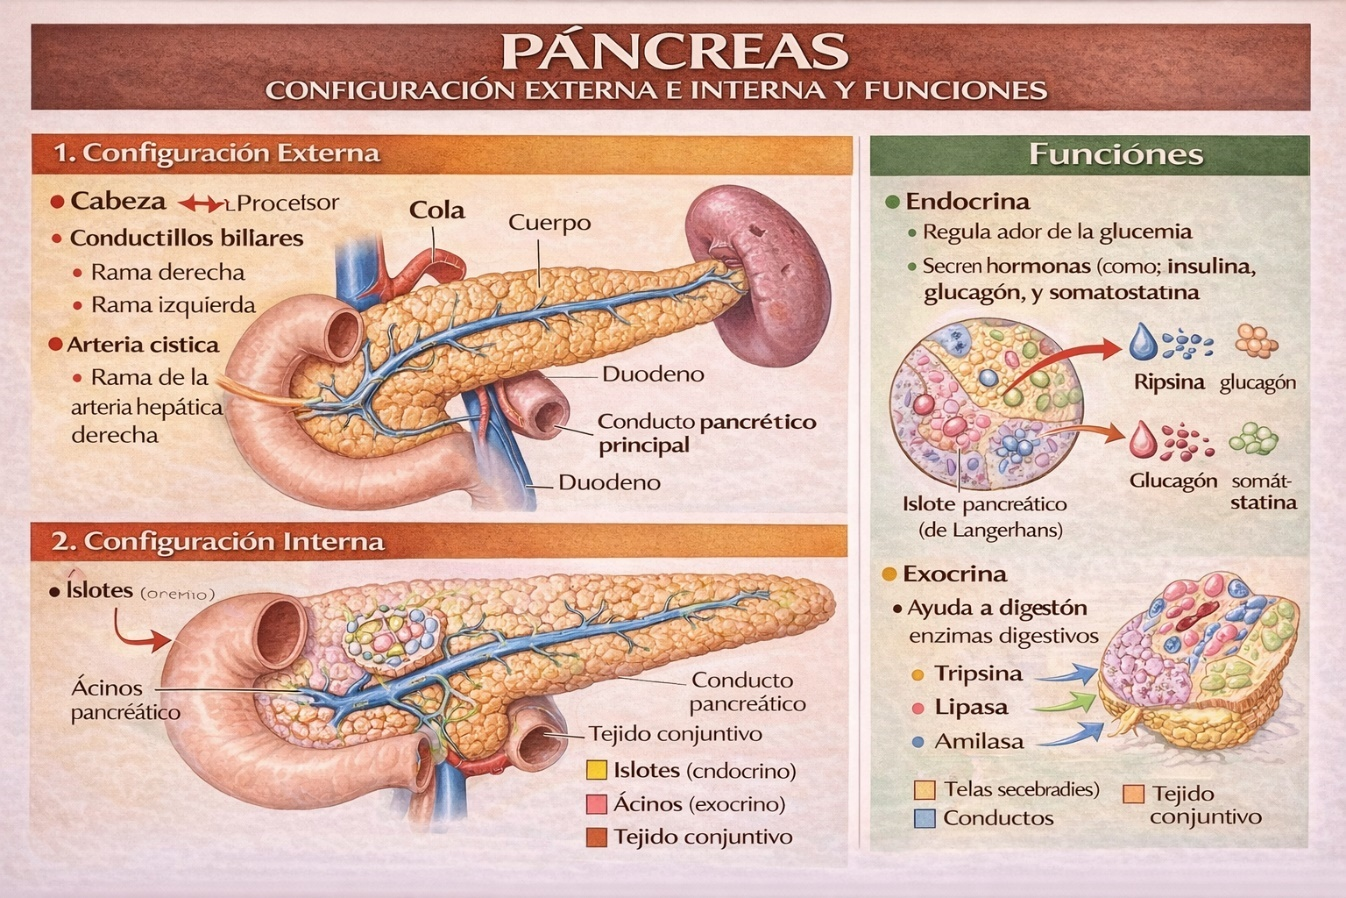 PÁNCREAS
CONFIGURACIÓN EXTERNA E INTERNA Y FUNCIONES
1. Configuración Externa
Cabeza
Conductillos biliares
Rama derecha
Rama izquierda
Arteria cistica
Rama de la
arteria hepática
derecha
Cola
Cuerpo
Duodeno
Conducto pancrético
principal
Duodeno
2. Configuración Interna
Íslotes
Ácinos
pancréático
Conducto
pancreático
Tejido conjuntivo
Islotes (cndocrino)
Ácinos (exocrino)
Tejido conjuntivo
Funciónes
Endocrina
Regula ador de la glucemia
Secren hormonas (como; insulina,
glucagón, y somatostatina
Ripsina glucagón
Glucagón somát-
statina
Islote pancreático
(de Langerhans)
Exocrina
Ayuda a digestón
enzimas digestivos
Tripsina
Lipasa
Amilasa
Telas secebradies)
Conductos
Tejido
conjuntivo